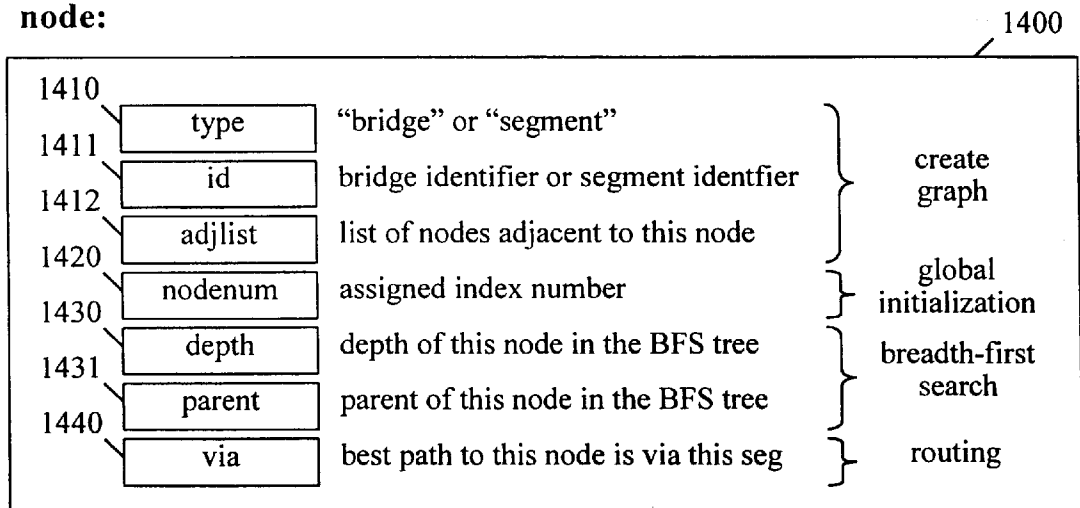 node:
1400
1410 type "bridge" or "segment"
1411 id bridge identifier or segment identfier
1412 adjlist list of nodes adjacent to this node
create
graph
1420 nodenum assigned index number
global
initialization
1430 depth depth of this node in the BFS tree
1431 parent parent of this node in the BFS tree
breadth-first
search
1440 via best path to this node is via this seg
routing